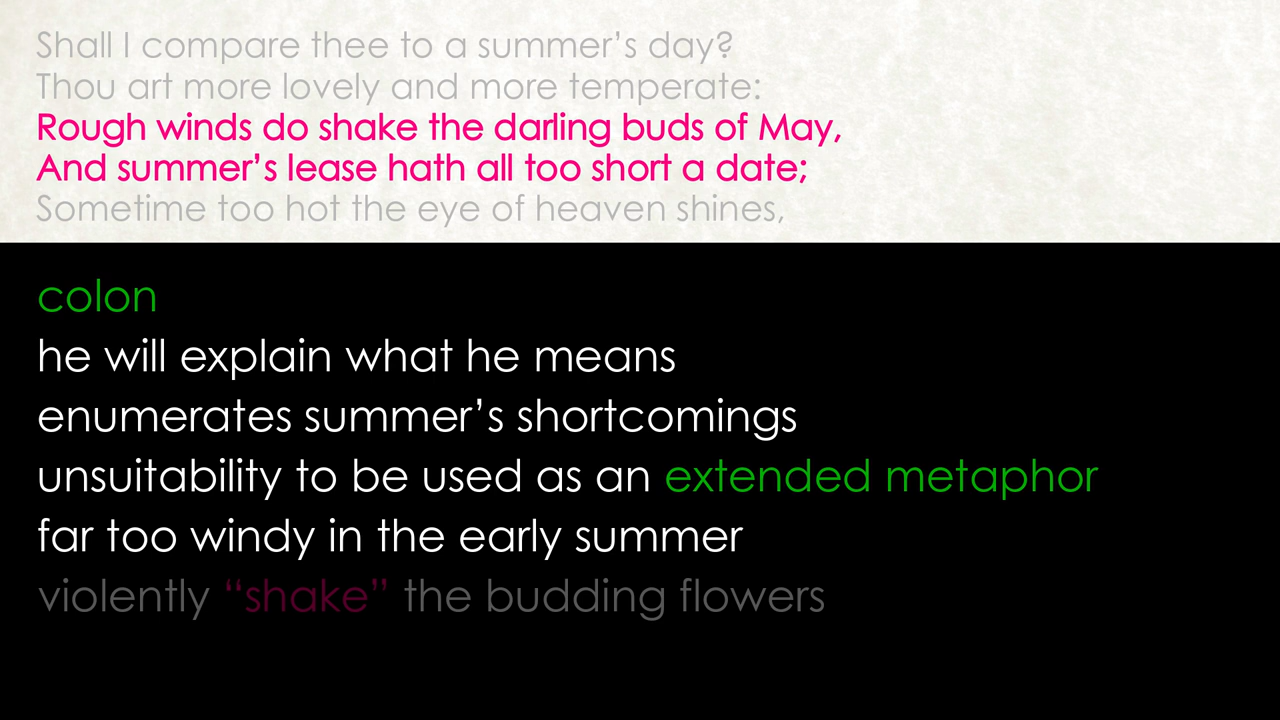 Shall I compare thee to a summer’s day?
Thou art more lovely and more temperate:
Rough winds do shake the darling buds of May,
And summer’s lease hath all too short a date;
Sometime too hot the eye of heaven shines,
colon
he will explain what he means
enumerates summer’s shortcomings
unsuitability to be used as an extended metaphor
far too windy in the early summer
violently “shake” the budding flowers